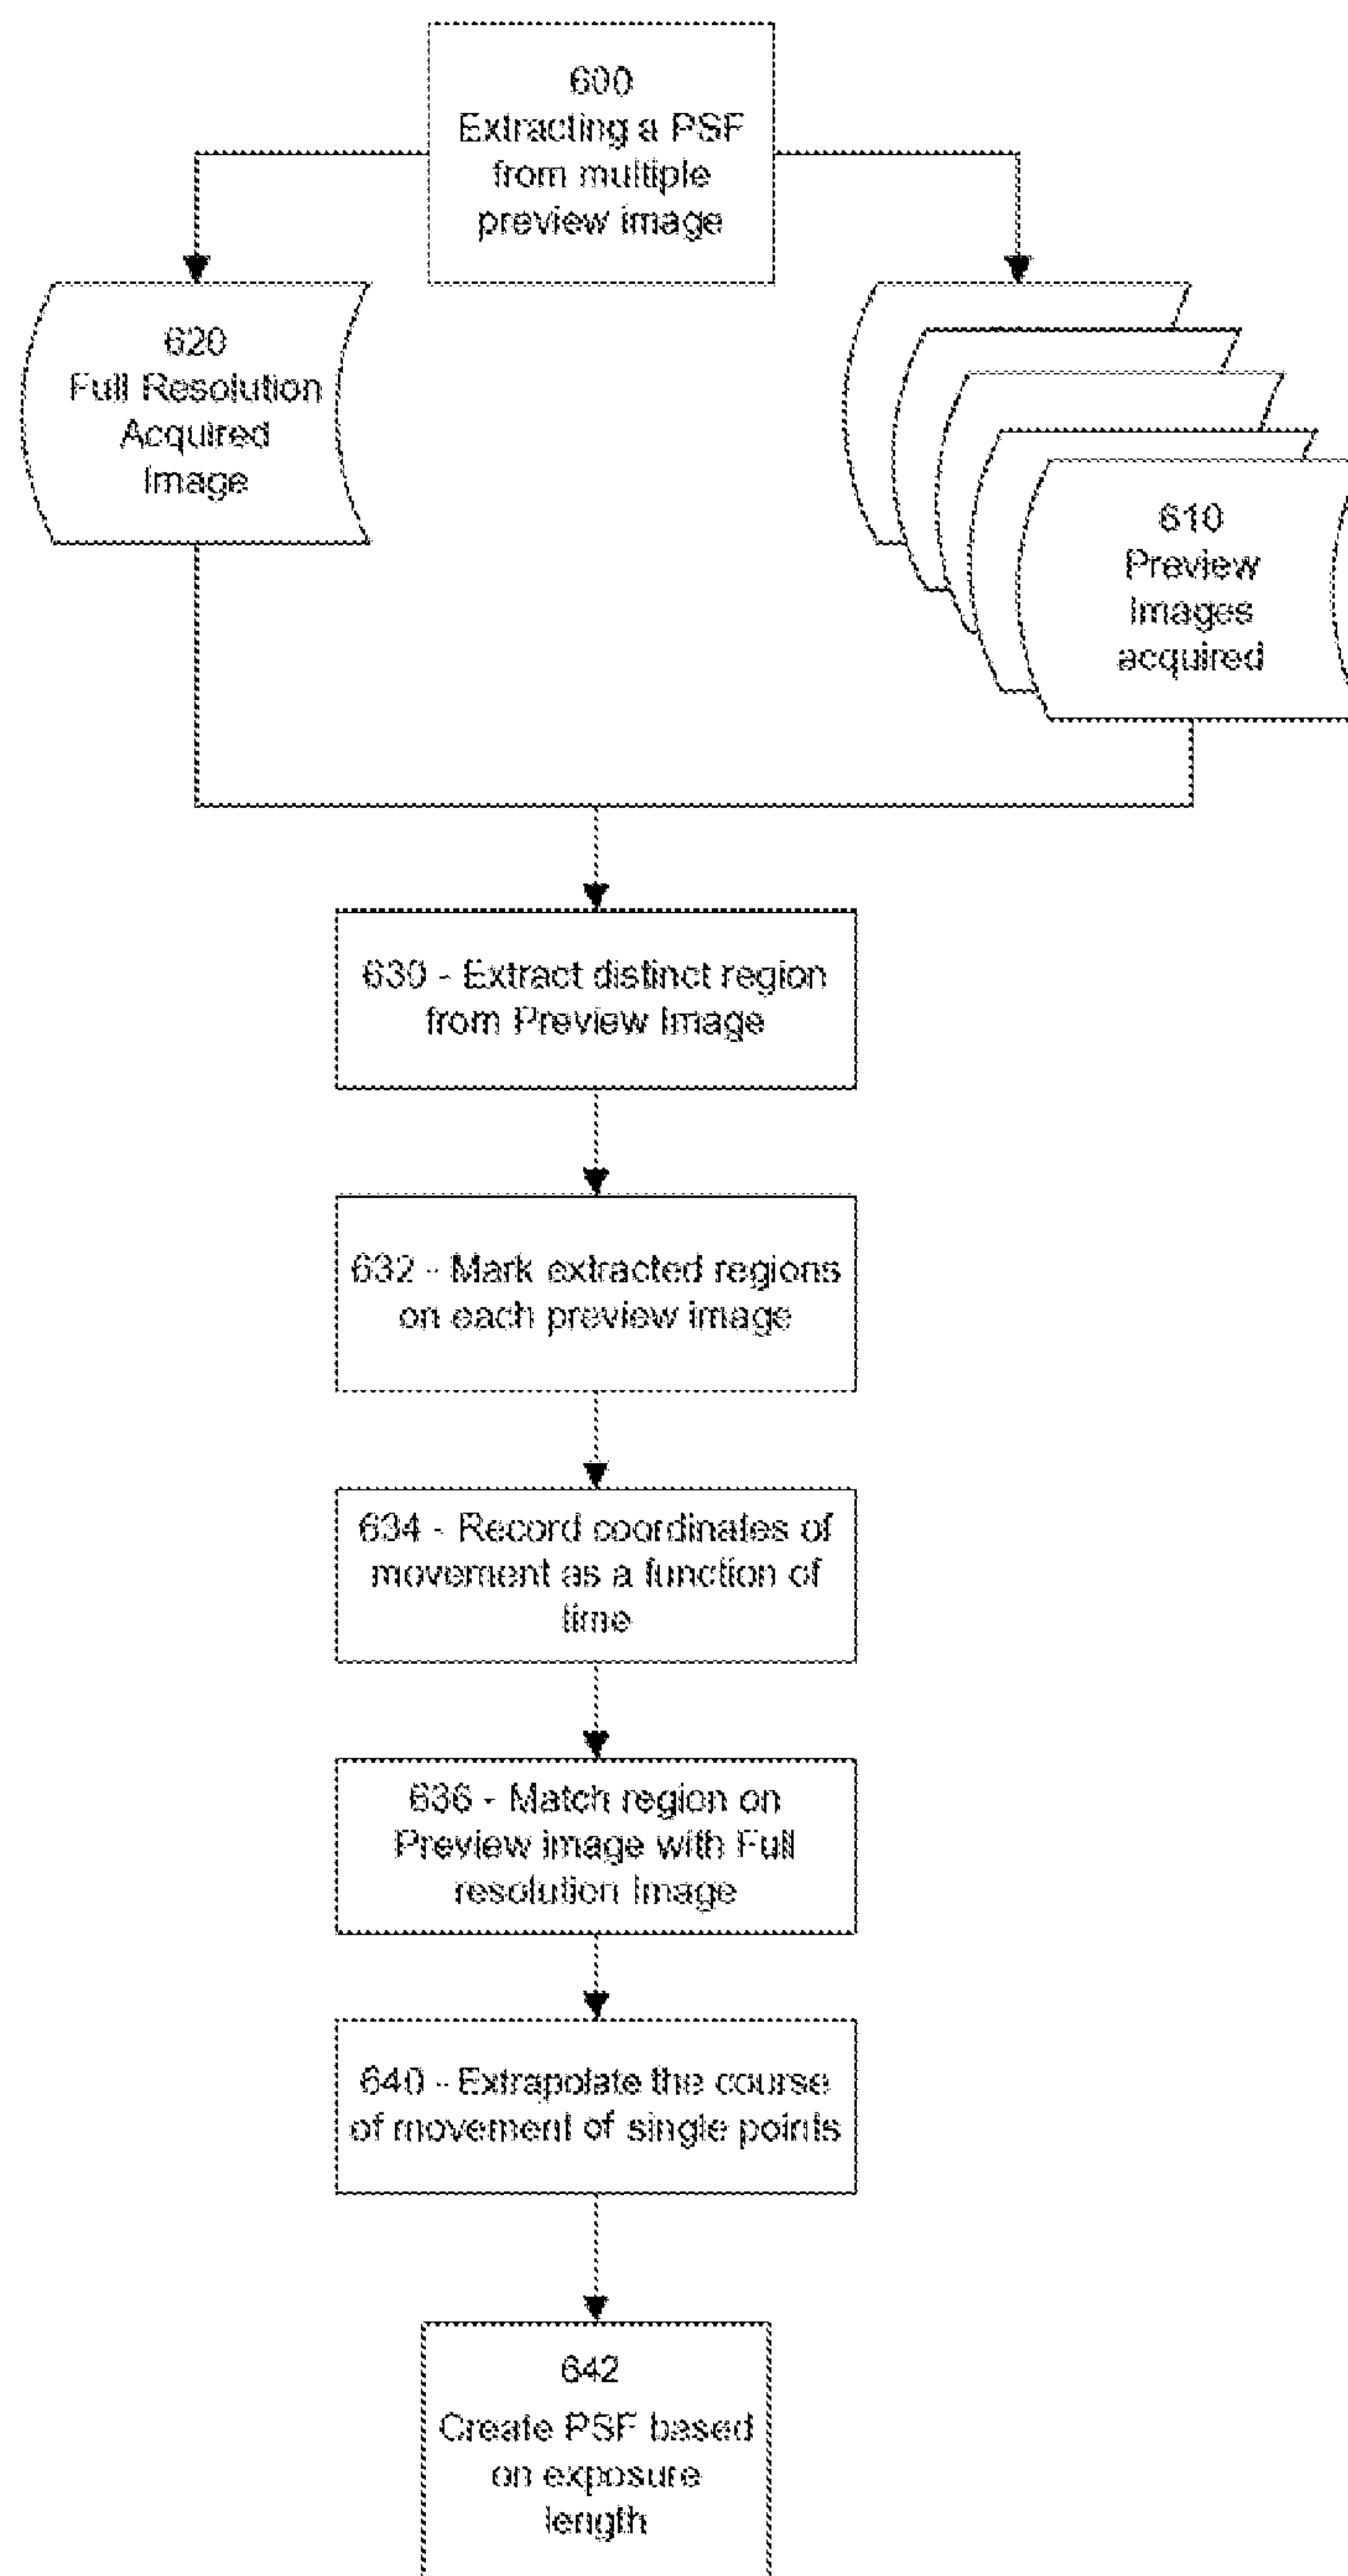 600
Extracting a PSF
from multiple
preview image
620
Full Resolution
Acquired
Image
610
Preview
Images
acquired
630 - Extract distinct region
from Preview Image
632 - Mark extracted regions
on each preview image
634 - Record coordinates of
movement as a function of
time
636 - Match region on
Preview image with Full
resolution Image
640 - Extrapolate the course
of movement of single points
642
Create PSF based
on exposure
length